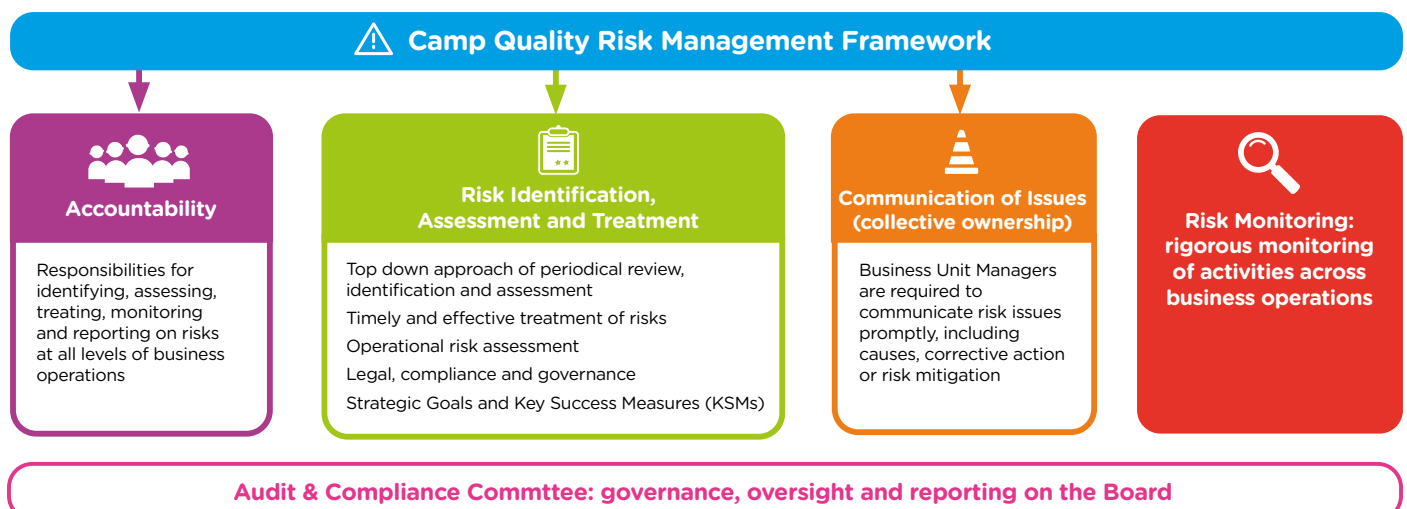 Camp Quality Risk Management Framework
Accountability
Responsibilities for
identifying, assessing,
treating, monitoring
and reporting on risks
at all levels of business
operations
Risk Identification,
Assessment and Treatment
Top down approach of periodical review,
identification and assessment
Timely and effective treatment of risks
Operational risk assessment
Legal, compliance and governance
Strategic Goals and Key Success Measures (KSMs)
Communication of Issues
(collective ownership)
Business Unit Managers
are required to
communicate risk issues
promptly, including
causes, corrective action
or risk mitigation
Risk Monitoring:
rigorous monitoring
of activities across
business operations
Audit & Compliance Commttee: governance, oversight and reporting on the Board